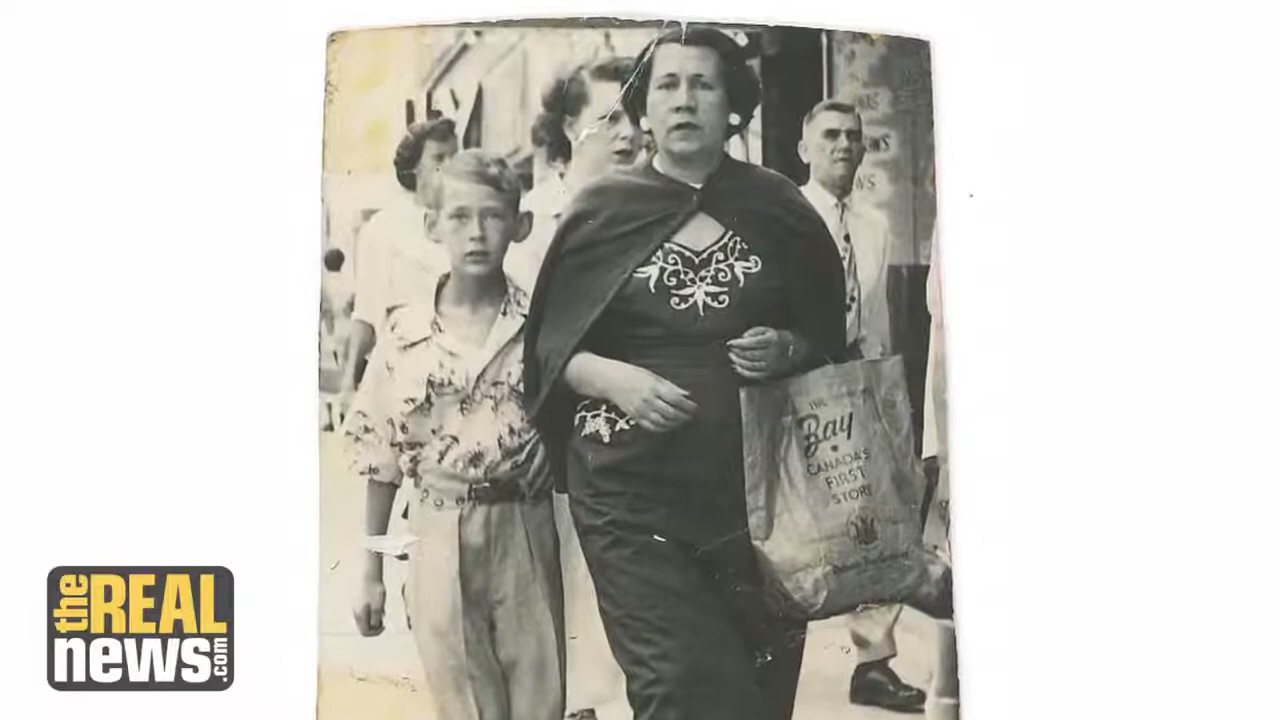 THE
Bay
CANADA'S
FIRST
STORE
the REAL
news.com